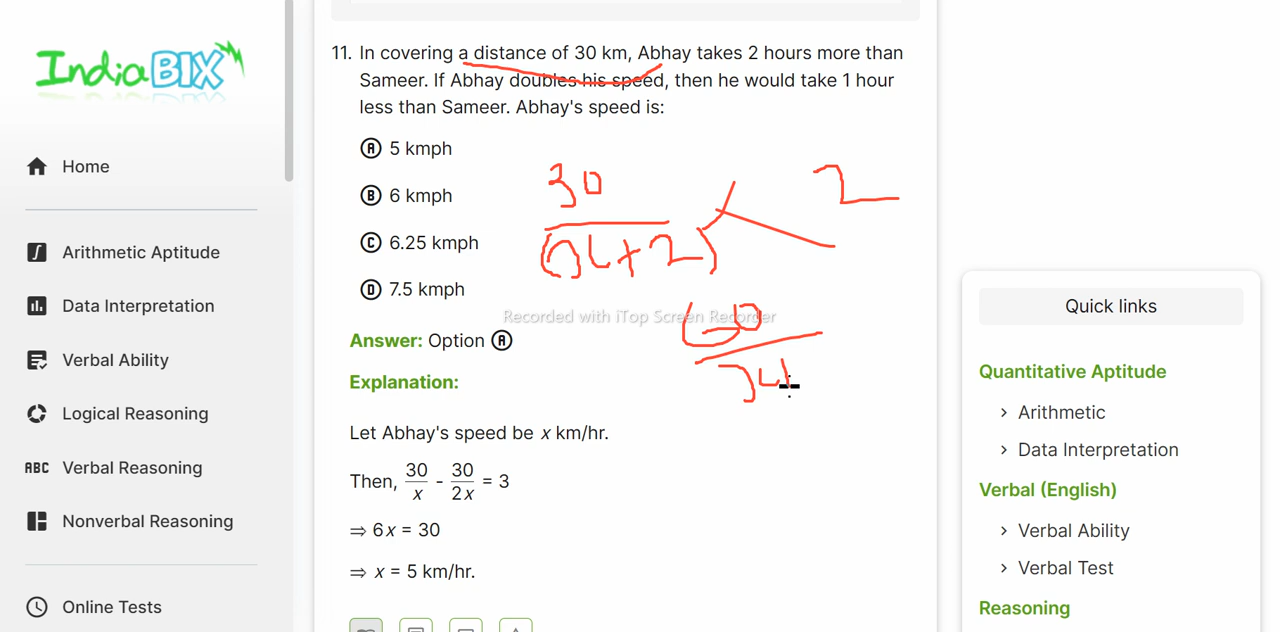 IndiaBIX
Home
Arithmetic Aptitude
Data Interpretation
Verbal Ability
Logical Reasoning
ABC Verbal Reasoning
Nonverbal Reasoning
Online Tests
11. In covering a distance of 30 km, Abhay takes 2 hours more than
Sameer. If Abhay doubles his speed, then he would take 1 hour
less than Sameer. Abhay's speed is:
A 5 kmph
B 6 kmph
C 6.25 kmph
D 7.5 kmph
30
2
Recorded with iTop Screen Recorder
Answer: Option A
Explanation:
Let Abhay's speed be x km/hr.
Then, 30/x - 30/2x = 3
⇒ 6x = 30
⇒ x = 5 km/hr.
Quick links
Quantitative Aptitude
› Arithmetic
› Data Interpretation
Verbal (English)
› Verbal Ability
› Verbal Test
Reasoning